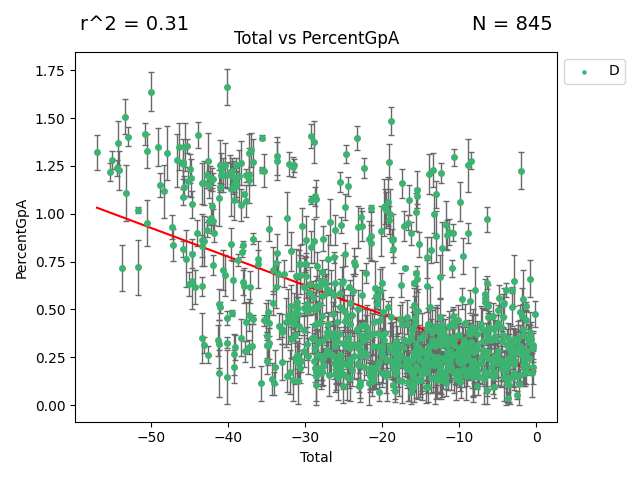 r^2 = 0.31
N = 845
Total vs PercentGpA
D
1.75
1.50
1.25
1.00
0.75
0.50
0.25
0.00
PercentGpA
−50
−40
−30
−20
−10
0
Total